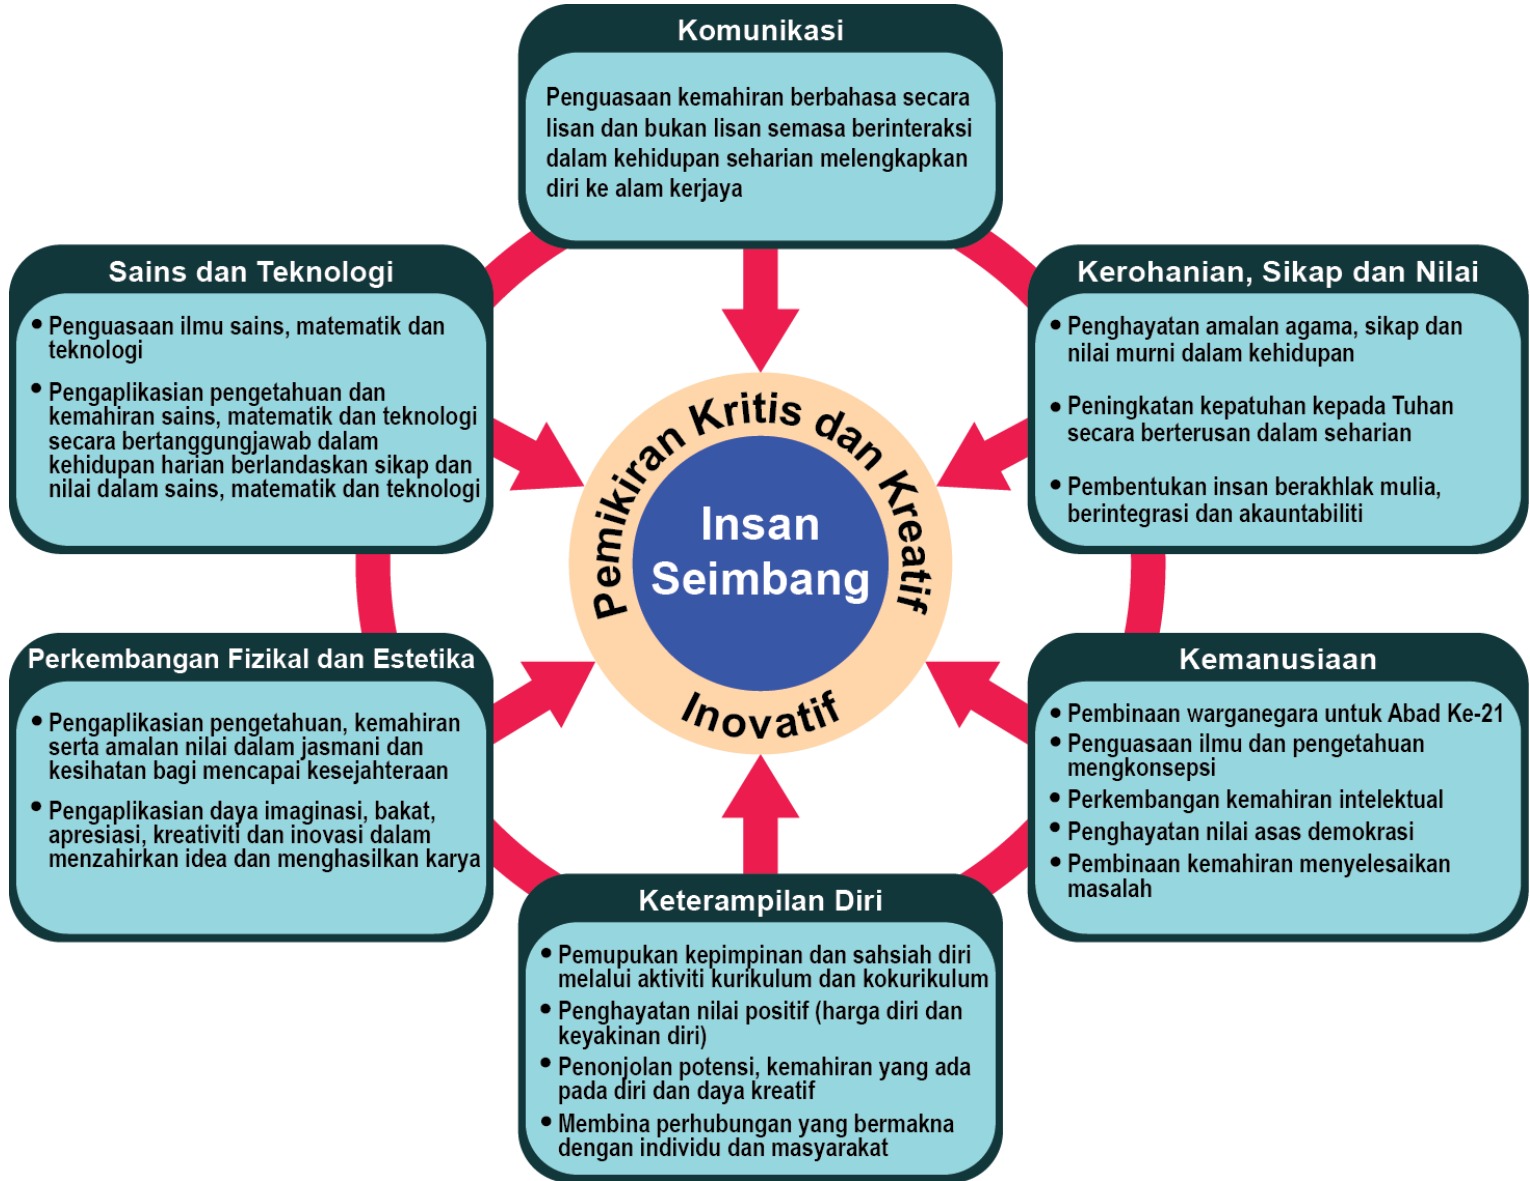 Komunikasi
Penguasaan kemahiran berbahasa secara
lisan dan bukan lisan semasa berinteraksi
dalam kehidupan seharian melengkapkan
diri ke alam kerjaya
Sains dan Teknologi
• Penguasaan ilmu sains, matematik dan
teknologi
• Pengaplikasian pengetahuan dan
kemahiran sains, matematik dan teknologi
secara bertanggungjawab dalam
kehidupan harian berlandaskan sikap dan
nilai dalam sains, matematik dan teknologi
Kerohanian, Sikap dan Nilai
• Penghayatan amalan agama, sikap dan
nilai murni dalam kehidupan
• Peningkatan kepatuhan kepada Tuhan
secara berterusan dalam seharian
• Pembentukan insan berakhlak mulia,
berintegrasi dan akauntabiliti
Pemikiran Kritis dan Kreatif
Insan
Seimbang
Inovatif
Perkembangan Fizikal dan Estetika
• Pengaplikasian pengetahuan, kemahiran
serta amalan nilai dalam jasmani dan
kesihatan bagi mencapai kesejahteraan
• Pengaplikasian daya imaginasi, bakat,
apresiasi, kreativiti dan inovasi dalam
menzahirkan idea dan menghasilkan karya
Kemanusiaan
• Pembinaan warganegara untuk Abad Ke-21
• Penguasaan ilmu dan pengetahuan
mengkonsepsi
• Perkembangan kemahiran intelektual
• Penghayatan nilai asas demokrasi
• Pembinaan kemahiran menyelesaikan
masalah
Keterampilan Diri
• Pemupukan kepimpinan dan sahsiah diri
melalui aktiviti kurikulum dan kokurikulum
• Penghayatan nilai positif (harga diri dan
keyakinan diri)
• Penonjolan potensi, kemahiran yang ada
pada diri dan daya kreatif
• Membina perhubungan yang bermakna
dengan individu dan masyarakat